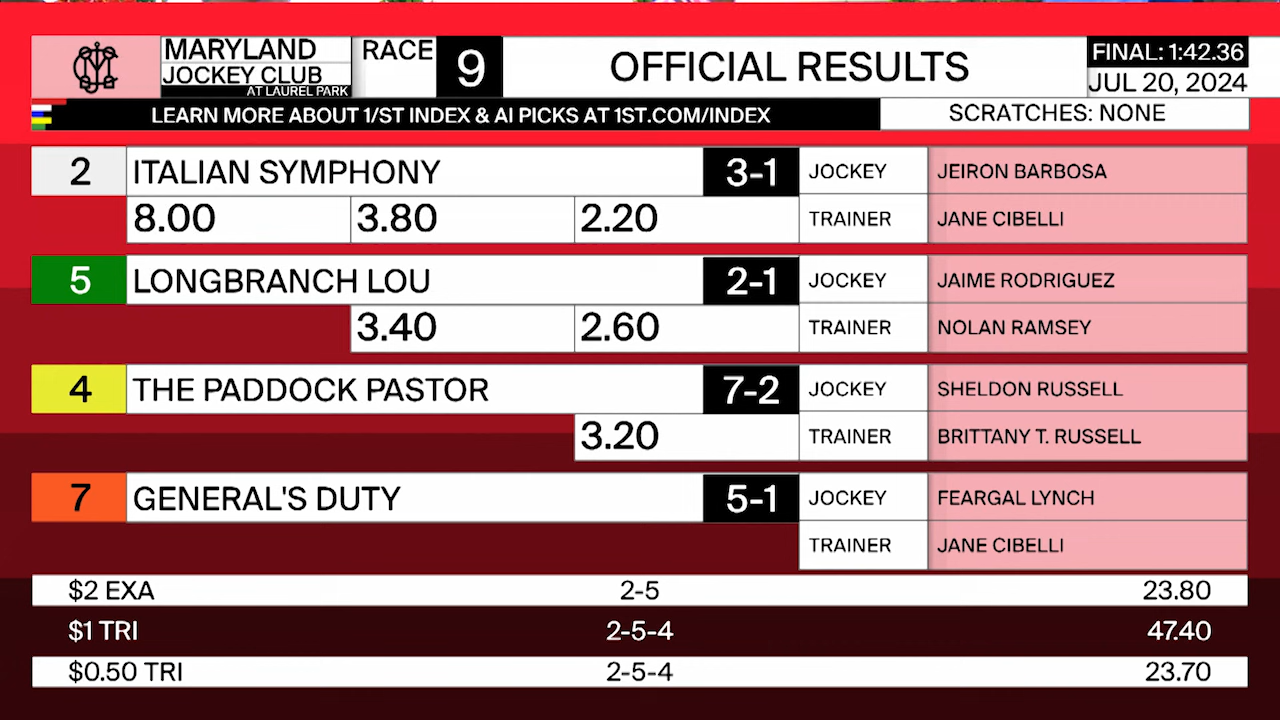 MARYLAND
JOCKEY CLUB
AT LAUREL PARK
RACE 9
OFFICIAL RESULTS
FINAL: 1:42.36
JUL 20, 2024
LEARN MORE ABOUT 1/ST INDEX & AI PICKS AT 1ST.COM/INDEX
SCRATCHES: NONE
2 ITALIAN SYMPHONY 3-1 JOCKEY JEIRON BARBOSA
8.00 3.80 2.20 TRAINER JANE CIBELLI
5 LONGBRANCH LOU 2-1 JOCKEY JAIME RODRIGUEZ
3.40 2.60 TRAINER NOLAN RAMSEY
4 THE PADDOCK PASTOR 7-2 JOCKEY SHELDON RUSSELL
3.20 TRAINER BRITTANY T. RUSSELL
7 GENERAL'S DUTY 5-1 JOCKEY FEARGAL LYNCH
TRAINER JANE CIBELLI
$2 EXA 2-5 23.80
$1 TRI 2-5-4 47.40
$0.50 TRI 2-5-4 23.70